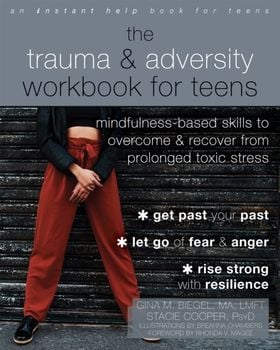 an instant help book for teens
the
trauma & adversity
workbook for teens
mindfulness-based skills to
overcome & recover from
prolonged toxic stress
* get past your past
* let go of fear & anger
* rise strong
with resilience
GINA M. BIEGEL, MA, LMFT
STACIE COOPER, PsyD
ILLUSTRATIONS BY BREANNA CHAMBERS
FOREWORD BY RHONDA V. MAGEE